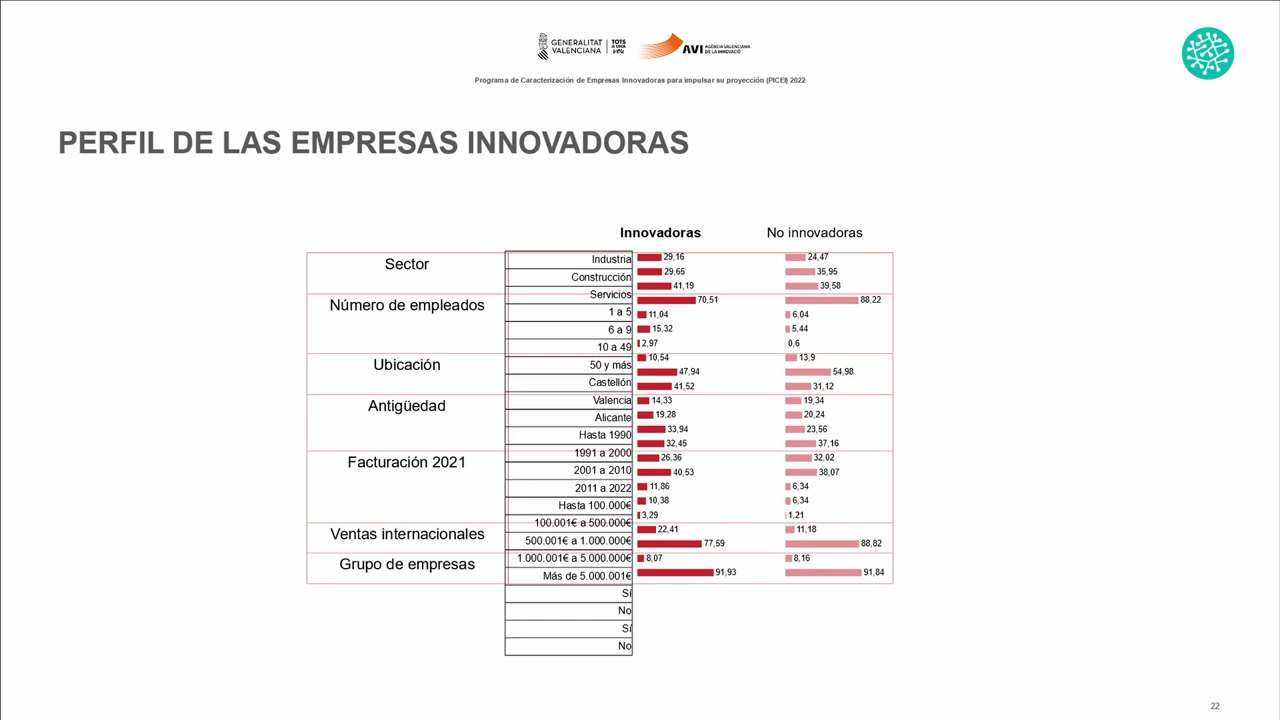 GENERALITAT
VALENCIANA
TOTS
A UNA
veu
AVI AGÈNCIA VALENCIANA
DE LA INNOVACIÓ
Programa de Caracterización de Empresas Innovadoras para impulsar su proyección (PICEI) 2022
PERFIL DE LAS EMPRESAS INNOVADORAS
Innovadoras No innovadoras
Sector
Número de empleados
Ubicación
Antigüedad
Facturación 2021
Ventas internacionales
Grupo de empresas
Industria
Construcción
Servicios
1 a 5
6 a 9
10 a 49
50 y más
Castellón
Valencia
Alicante
Hasta 1990
1991 a 2000
2001 a 2010
2011 a 2022
Hasta 100.000€
100.001€ a 500.000€
500.001€ a 1.000.000€
1.000.001€ a 5.000.000€
Más de 5.000.001€
Sí
No
Sí
No
29,16 24,47
29,65 35,95
41,19 39,58
70,51 88,22
11,04 6,04
15,32 5,44
2,97 0,6
10,54 13,9
47,94 54,98
41,52 31,12
14,33 19,34
19,28 20,24
33,94 23,56
32,45 37,16
26,36 32,02
40,53 38,07
11,86 6,34
10,38 6,34
3,29 1,21
22,41 11,18
77,59 88,82
8,07 8,16
91,93 91,84
22